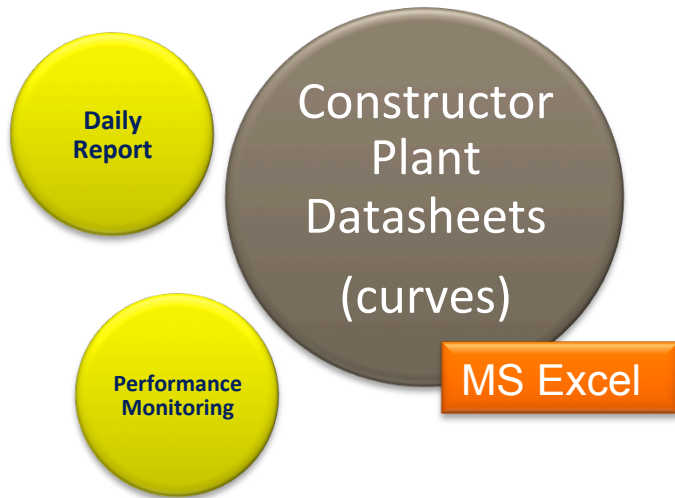 Daily
Report
Constructor
Plant
Datasheets
(curves)
MS Excel
Performance
Monitoring